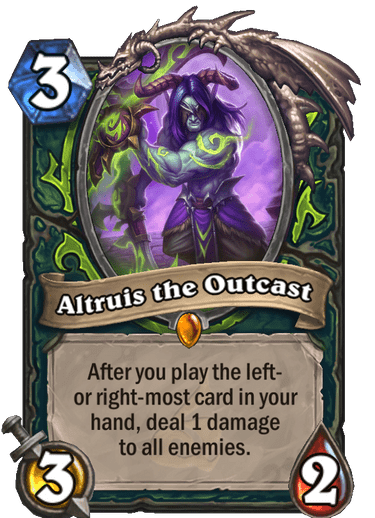 3
Altruis the Outcast
After you play the left-
or right-most card in your
hand, deal 1 damage
to all enemies.
3
2